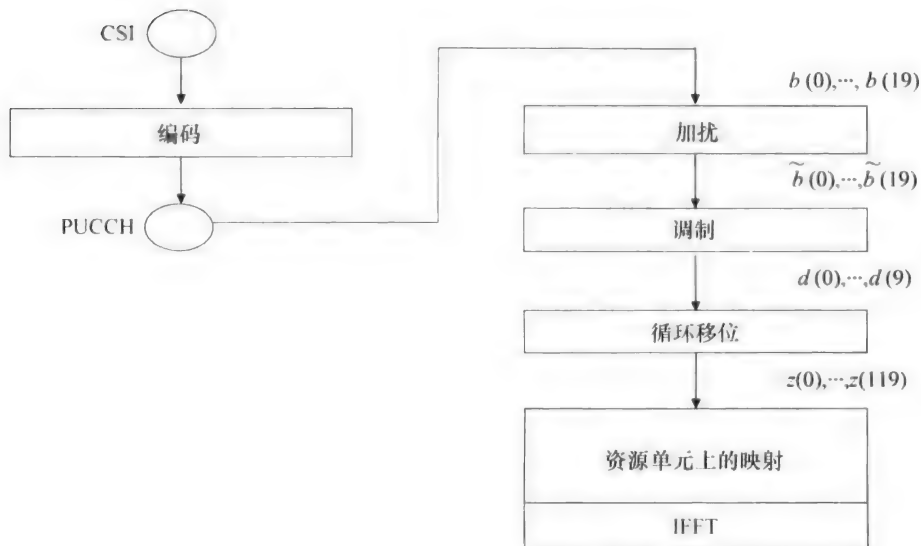 CSI
编码
PUCCH
b(0),···, b(19)
加扰
b̃(0),···,b̃(19)
调制
d(0),···,d(9)
循环移位
z(0),···,z(119)
资源单元上的映射
IFFT